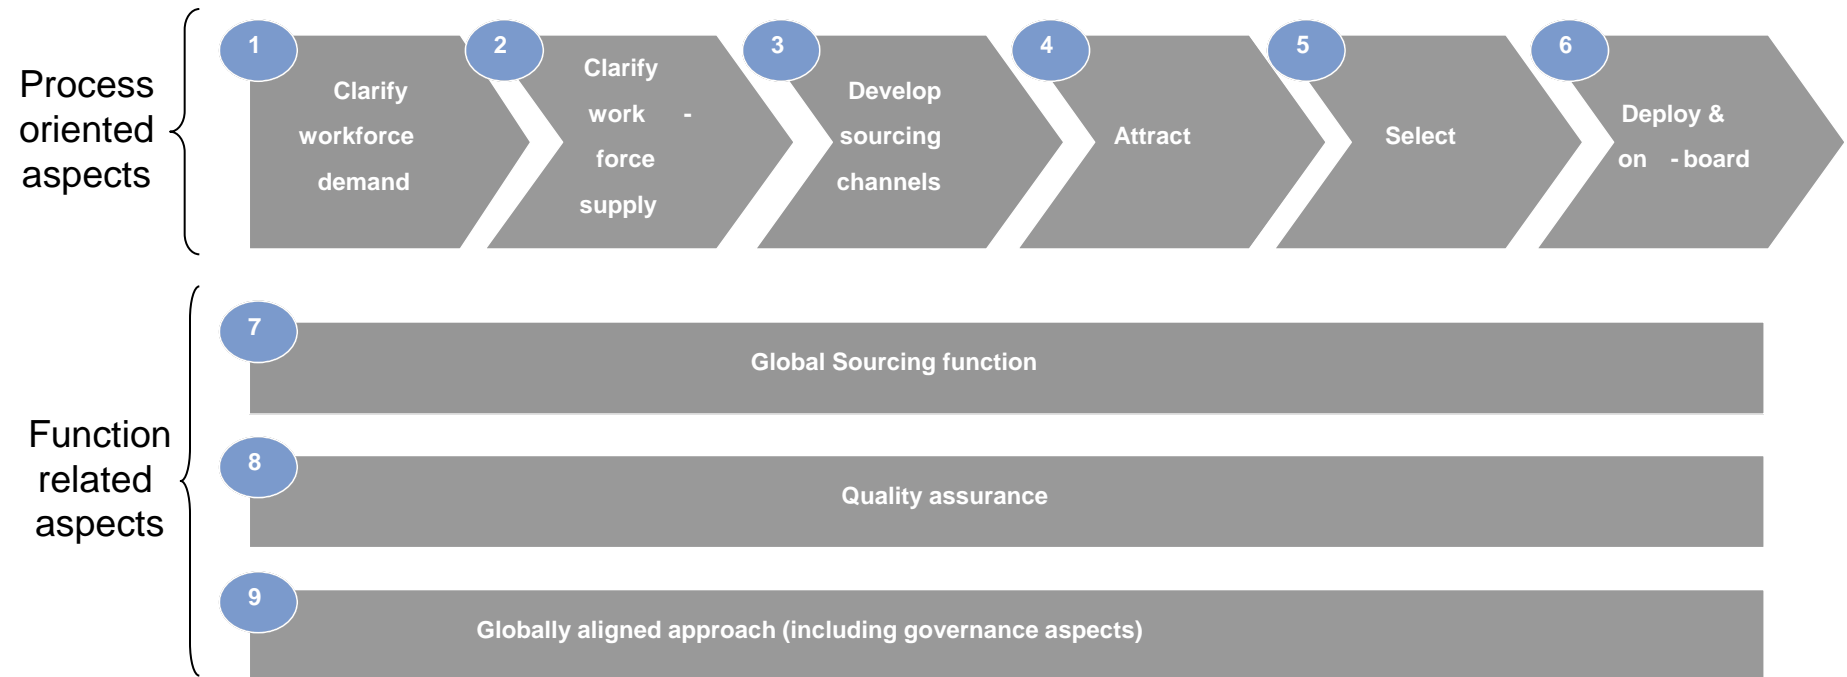 Process
oriented
aspects
1
Clarify
workforce
demand
2
Clarify
work -
force
supply
3
Develop
sourcing
channels
4
Attract
5
Select
6
Deploy &
on - board
Function
related
aspects
7
Global Sourcing function
8
Quality assurance
9
Globally aligned approach (including governance aspects)